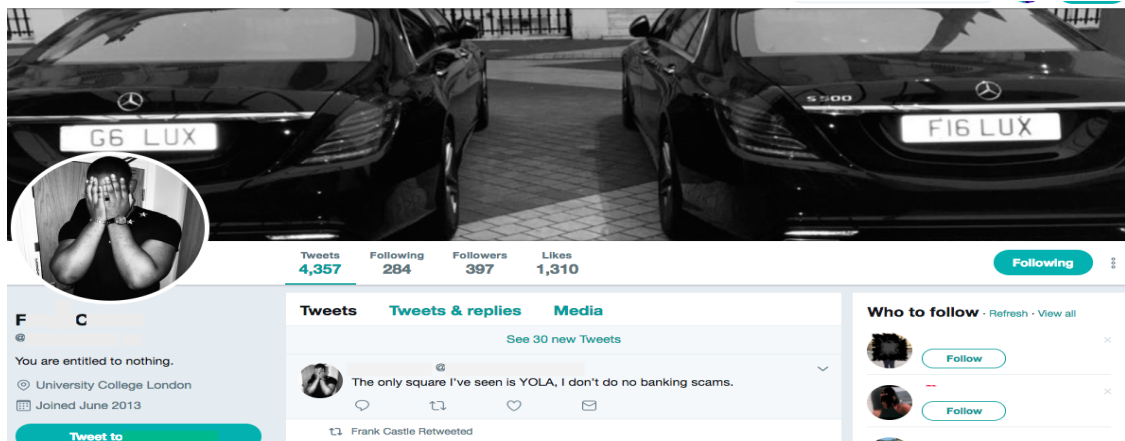 G6 LUX
S 500
F16 LUX
Tweets
4,357
Following
284
Followers
397
Likes
1,310
Following
F C
@
You are entitled to nothing.
University College London
Joined June 2013
Tweet to
Tweets Tweets & replies Media
See 30 new Tweets
@
The only square I've seen is YOLA, I don't do no banking scams.
Frank Castle Retweeted
Who to follow · Refresh · View all
Follow
Follow